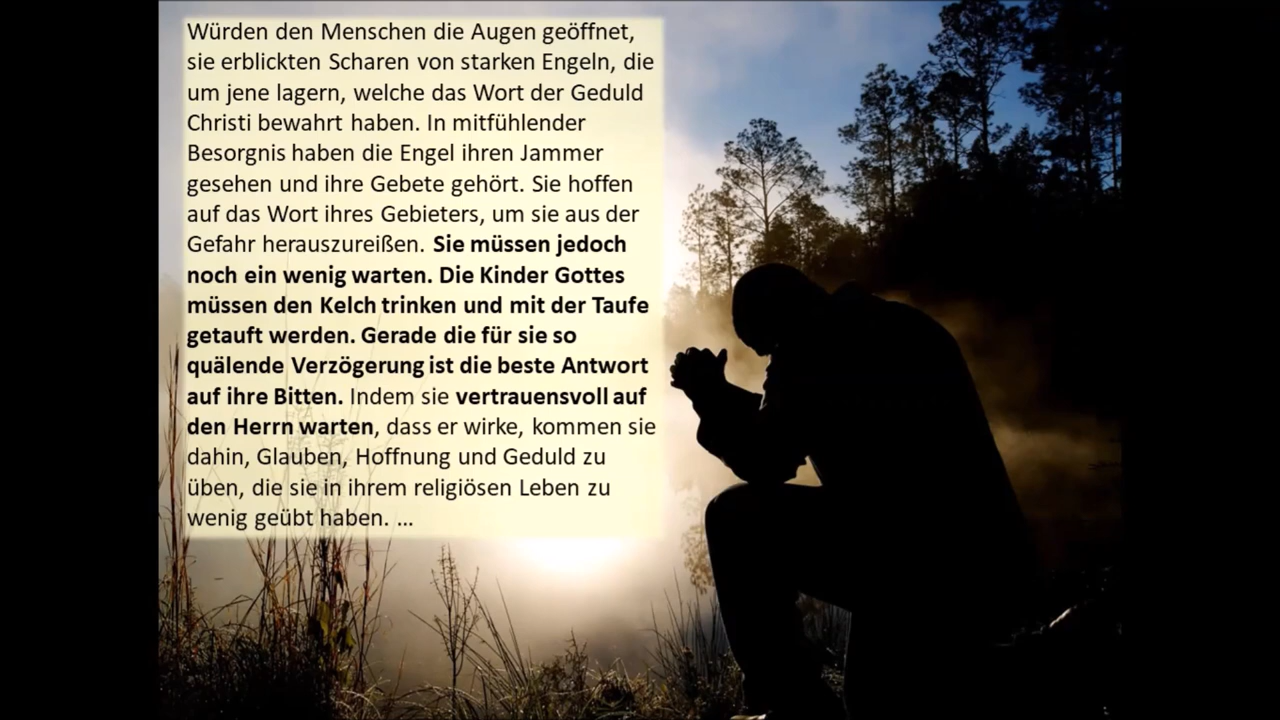 Würden den Menschen die Augen geöffnet,
sie erblickten Scharen von starken Engeln, die
um jene lagern, welche das Wort der Geduld
Christi bewahrt haben. In mitfühlender
Besorgnis haben die Engel ihren Jammer
gesehen und ihre Gebete gehört. Sie hoffen
auf das Wort ihres Gebieters, um sie aus der
Gefahr herauszureißen. Sie müssen jedoch
noch ein wenig warten. Die Kinder Gottes
müssen den Kelch trinken und mit der Taufe
getauft werden. Gerade die für sie so
quälende Verzögerung ist die beste Antwort
auf ihre Bitten. Indem sie vertrauensvoll auf
den Herrn warten, dass er wirke, kommen sie
dahin, Glauben, Hoffnung und Geduld zu
üben, die sie in ihrem religiösen Leben zu
wenig geübt haben. ...